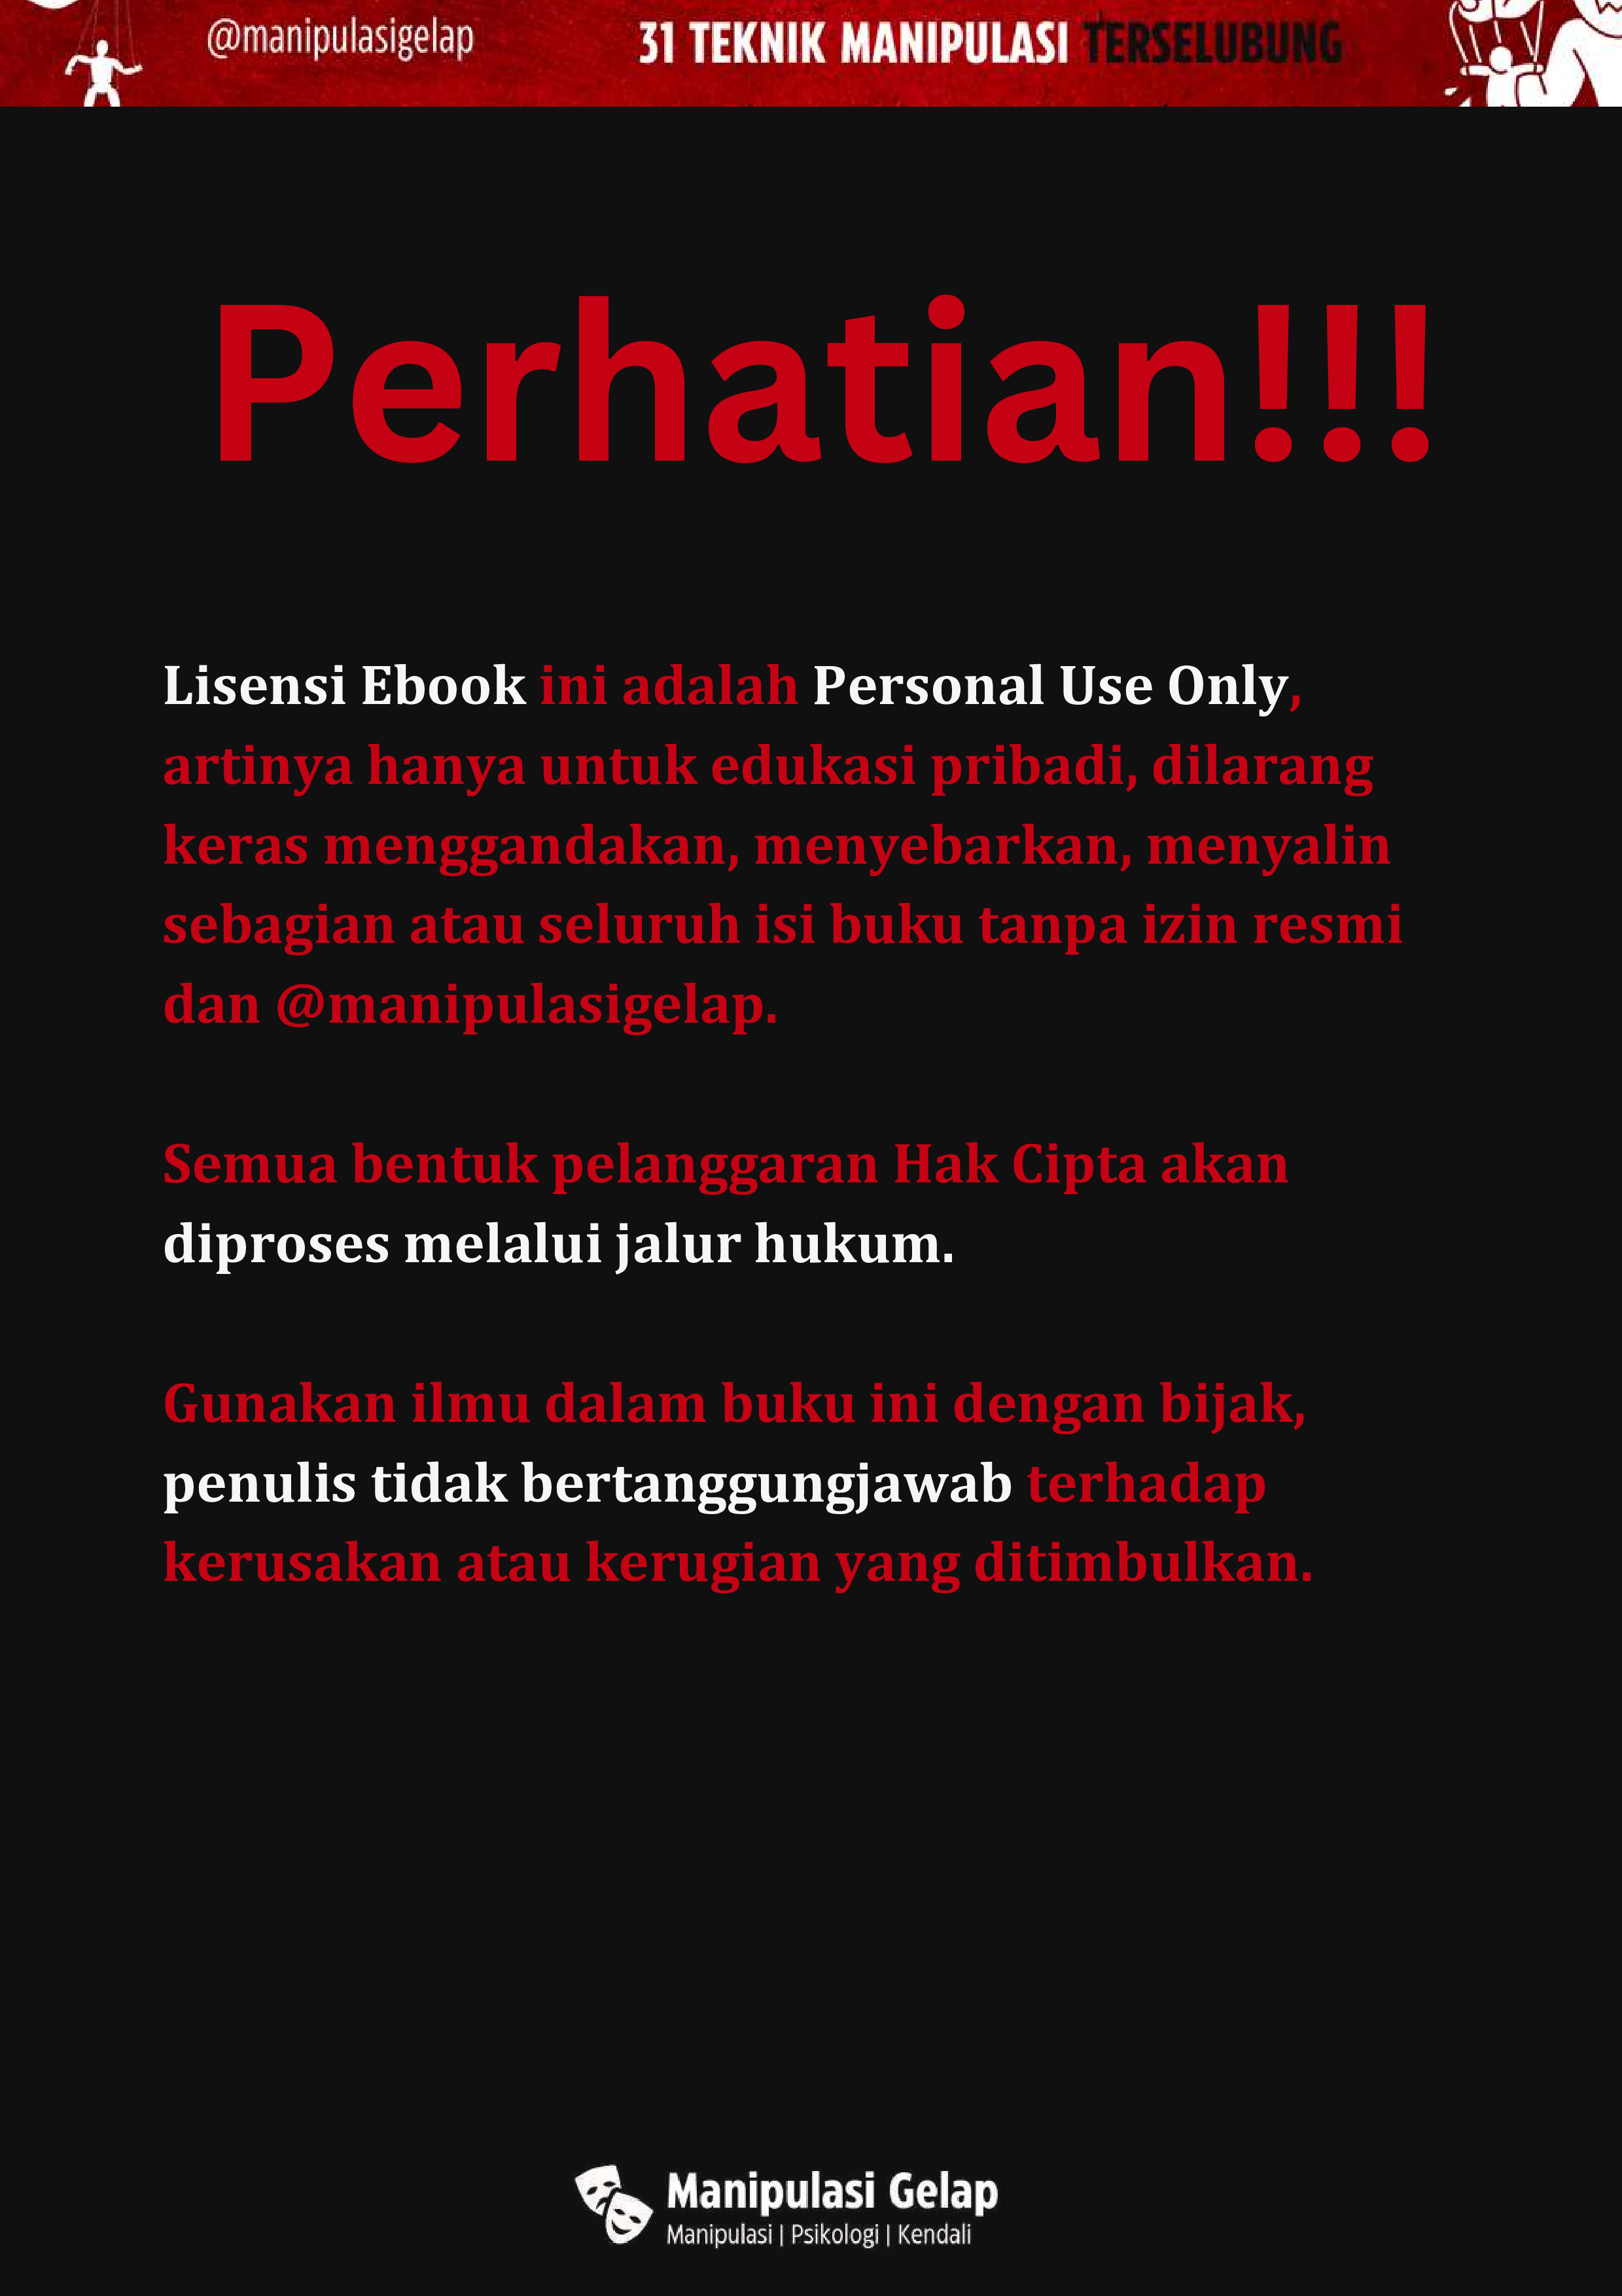 @manipulasigelap
31 TEKNIK MANIPULASI TERSELUBUNG
Perhatian!!!
Lisensi Ebook ini adalah Personal Use Only,
artinya hanya untuk edukasi pribadi, dilarang
keras menggandakan, menyebarkan, menyalin
sebagian atau seluruh isi buku tanpa izin resmi
dan @manipulasigelap.
Semua bentuk pelanggaran Hak Cipta akan
diproses melalui jalur hukum.
Gunakan ilmu dalam buku ini dengan bijak,
penulis tidak bertanggungjawab terhadap
kerusakan atau kerugian yang ditimbulkan.
Manipulasi Gelap
Manipulasi | Psikologi | Kendali